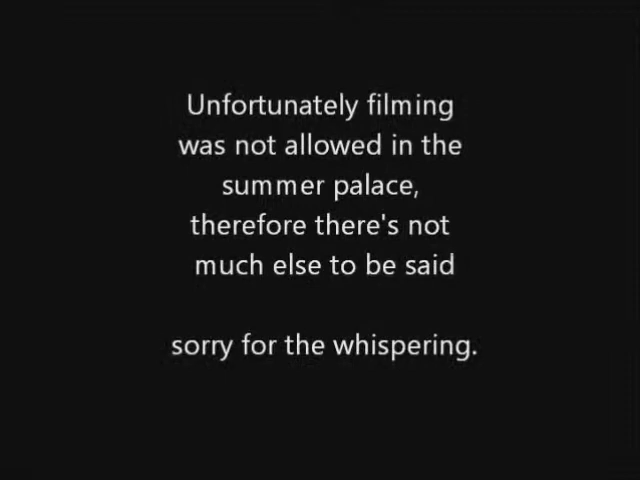 Unfortunately filming
was not allowed in the
summer palace,
therefore there's not
much else to be said
sorry for the whispering.